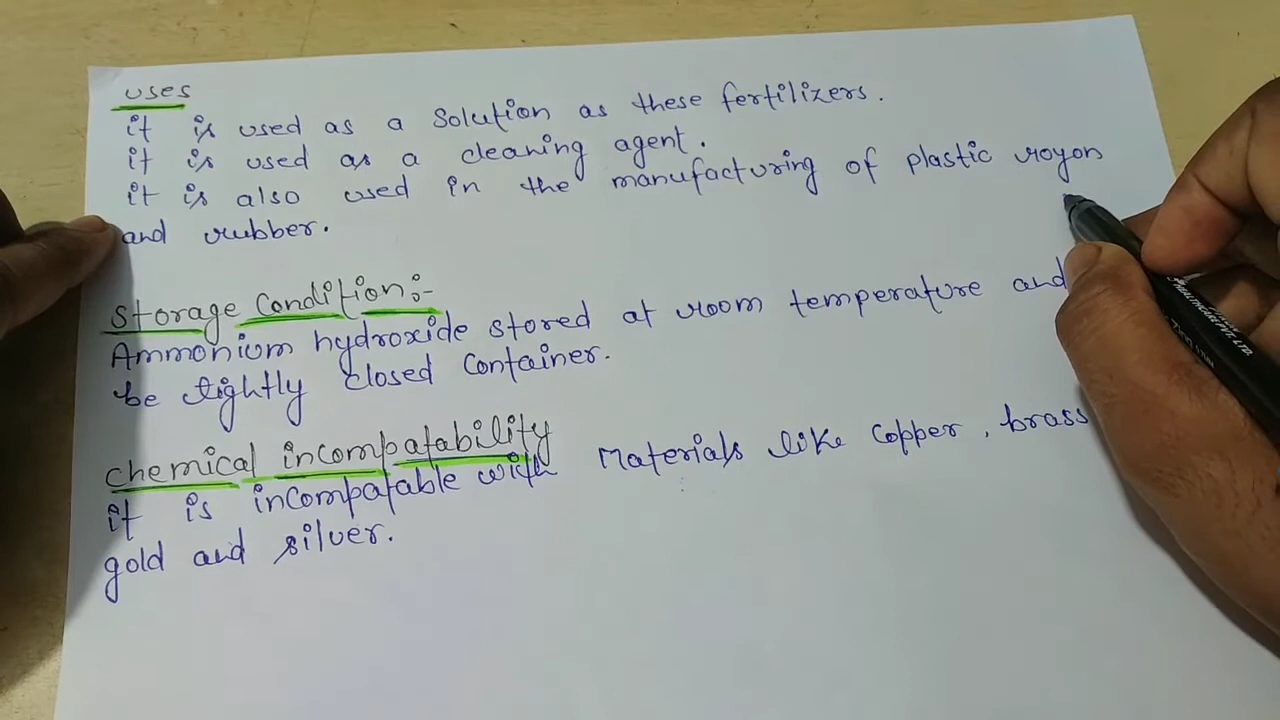 uses
it is used as a solution as these fertilizers.
it is used as a cleaning agent.
it is also used in the manufacturing of plastic royon
and rubber.
Storage Condition:-
Ammonium hydroxide stored at room temperature and
be tightly closed container.
chemical incompatability
it is incompatable with Materials like Copper, brass
gold and silver.